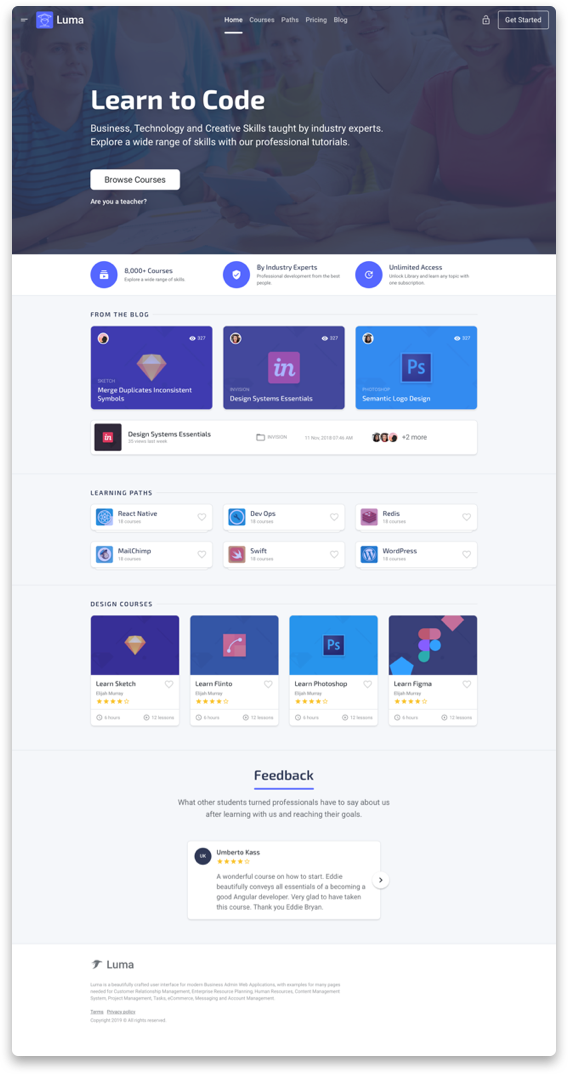 Luma
Home Courses Paths Pricing Blog
Get Started
Learn to Code
Business, Technology and Creative Skills taught by industry experts.
Explore a wide range of skills with our professional tutorials.
Browse Courses
Are you a teacher?
8,000+ Courses
Explore a wide range of skills.
By Industry Experts
Professional development from the best
people.
Unlimited Access
Unlock Library and learn any topic with
one subscription.
FROM THE BLOG
327
SKETCH
Merge Duplicates Inconsistent
Symbols
327
in
INVISION
Design Systems Essentials
327
Ps
PHOTOSHOP
Semantic Logo Design
in
Design Systems Essentials
25 views last week
INVISION
11 Nov, 2018 07:46 AM
+2 more
LEARNING PATHS
React Native
18 courses
Dev Ops
18 courses
Redis
18 courses
MailChimp
18 courses
Swift
18 courses
WordPress
18 courses
DESIGN COURSES
Learn Sketch
Elijah Murray
6 hours
12 lessons
Learn Flinto
Elijah Murray
6 hours
12 lessons
Ps
Learn Photoshop
Elijah Murray
6 hours
12 lessons
Learn Figma
Elijah Murray
6 hours
12 lessons
Feedback
What other students turned professionals have to say about us
after learning with us and reaching their goals.
UK
Umberto Kass
A wonderful course on how to start. Eddie
beautifully conveys all essentials of a becoming a
good Angular developer. Very glad to have taken
this course. Thank you Eddie Bryan.
Luma
Luma is a beautifully crafted user interface for modern Business Admin Web Applications, with examples for many pages
needed for Customer Relationship Management, Enterprise Resource Planning, Human Resources, Content Management
System, Project Management, Tasks, eCommerce, Messaging and Account Management.
Terms Privacy policy
Copyright 2019 © All rights reserved.